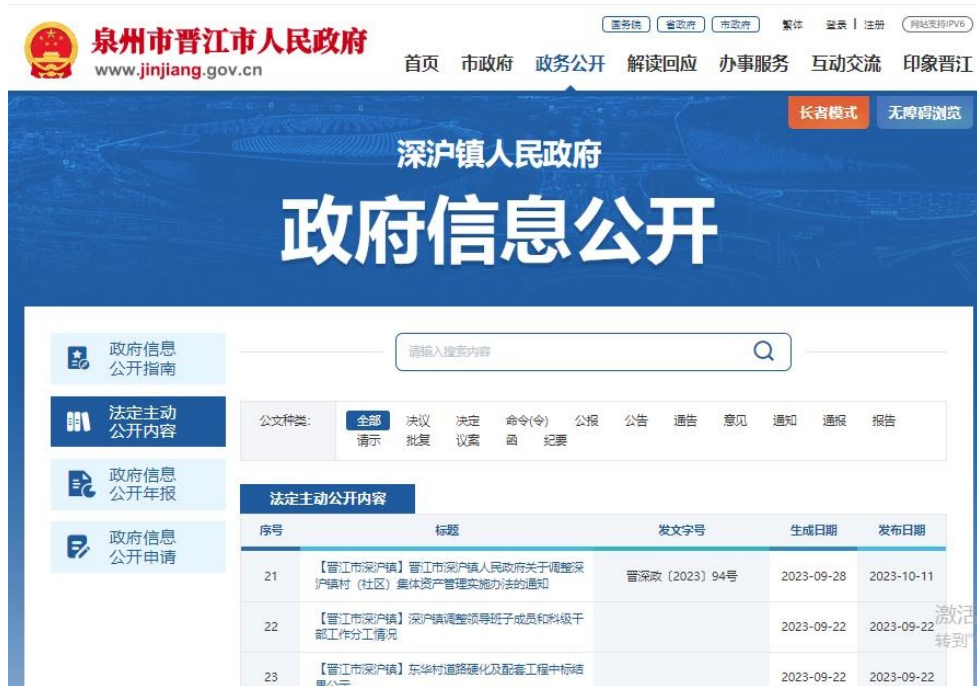 国务院 省政府 市政府 繁体 登录 | 注册 网站支持IPV6
泉州市晋江市人民政府
www.jinjiang.gov.cn
首页 市政府 政务公开 解读回应 办事服务 互动交流 印象晋江
长者模式 无障碍浏览
深沪镇人民政府
政府信息公开
政府信息
公开指南
法定主动
公开内容
政府信息
公开年报
政府信息
公开申请
请输入搜索内容
公文种类: 全部 决议 决定 命令(令) 公报 公告 通告 意见 通知 通报 报告
请示 批复 议案 函 纪要
法定主动公开内容
序号 标题 发文字号 生成日期 发布日期
21 【晋江市深沪镇】晋江市深沪镇人民政府关于调整深
沪镇村（社区）集体资产管理实施办法的通知 晋深政〔2023〕94号 2023-09-28 2023-10-11
22 【晋江市深沪镇】深沪镇调整领导班子成员和科级干
部工作分工情况 2023-09-22 2023-09-22
23 【晋江市深沪镇】东华村道路硬化及配套工程中标结
果公示 2023-09-22 2023-09-22
激活
转到"